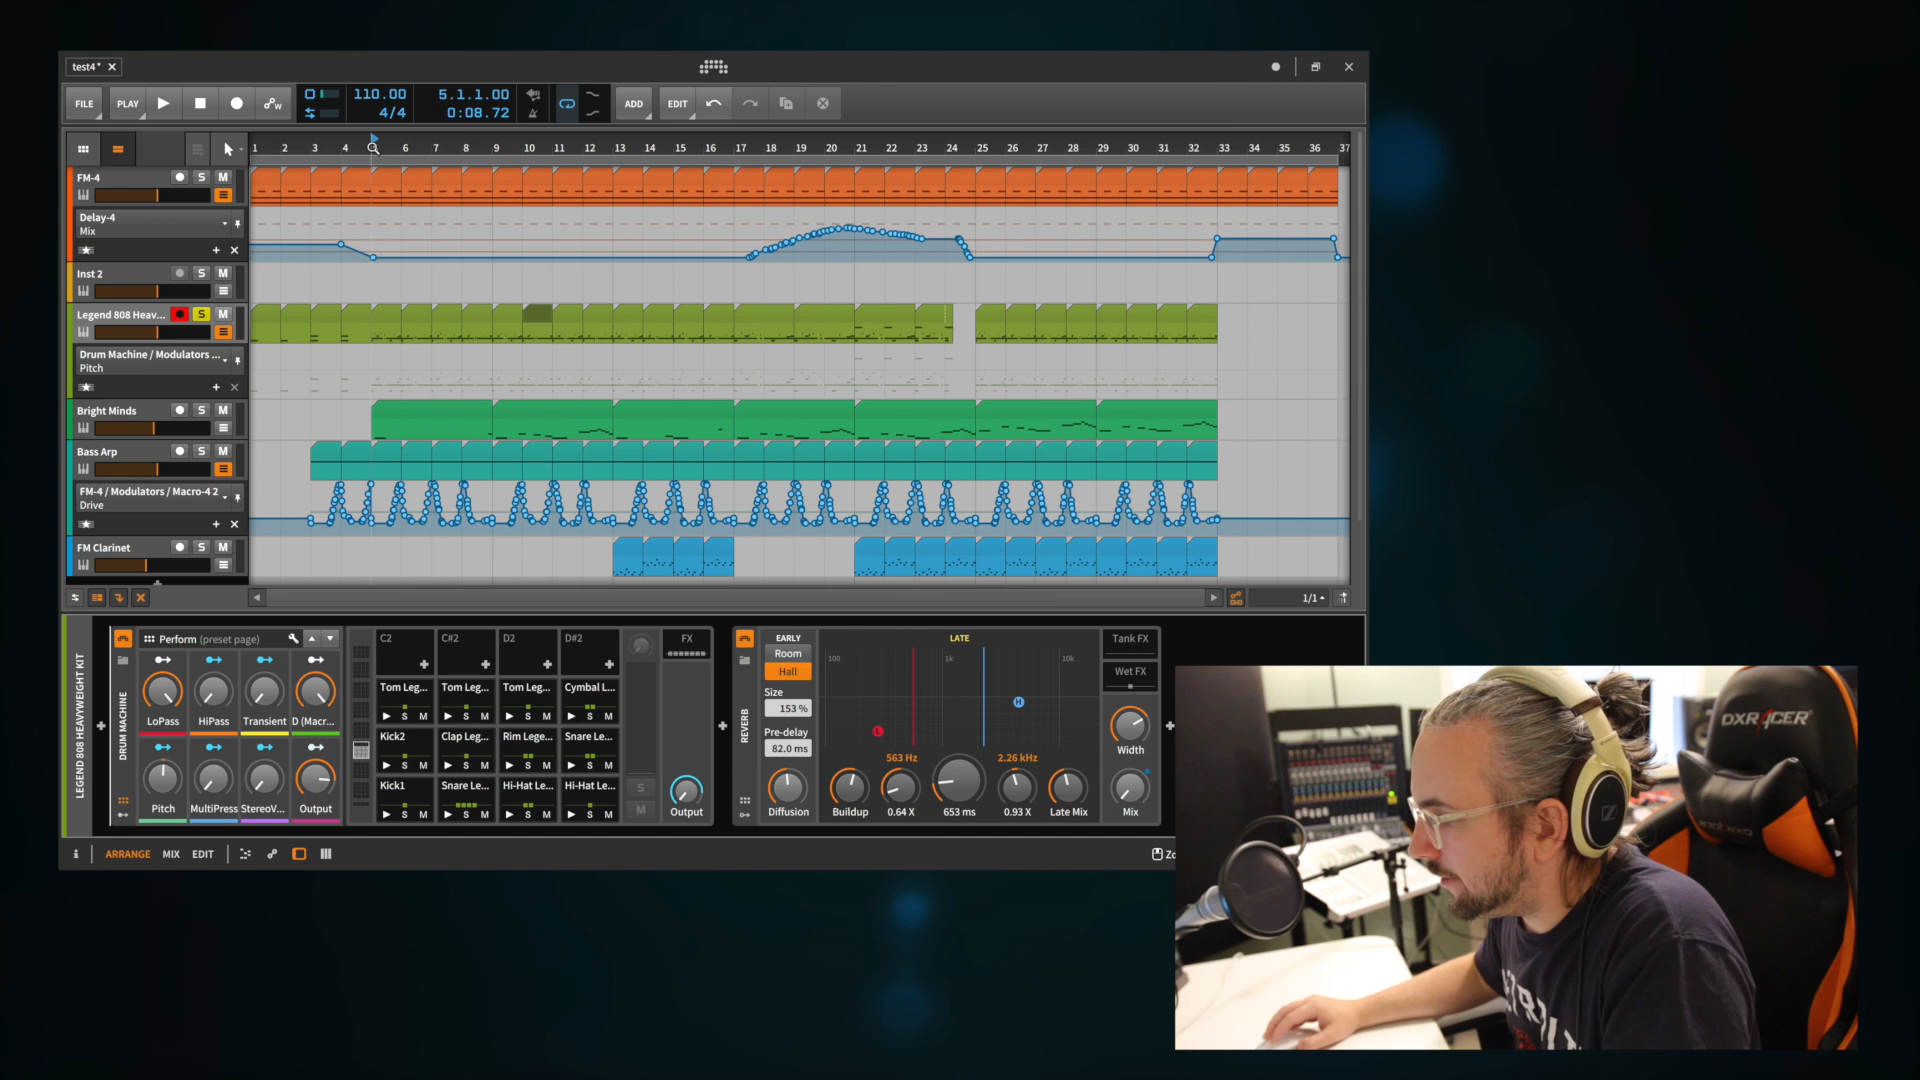 test4*
FILE PLAY 110.00 4/4 5.1.1.00 0:08.72 ADD EDIT
1 2 3 4 6 7 8 9 10 11 12 13 14 15 16 17 18 19 20 21 22 23 24 25 26 27 28 29 30 31 32 33 34 35 36 37
FM-4 S M
Delay-4
Mix
Inst 2 S M
Legend 808 Heav... S M
Drum Machine / Modulators ...
Pitch
Bright Minds S M
Bass Arp S M
FM-4 / Modulators / Macro-4 2
Drive
FM Clarinet S M
1/1
LEGEND 808 HEAVYWEIGHT KIT
DRUM MACHINE
Perform (preset page)
LoPass HiPass Transient D (Macr...
Pitch MultiPress StereoV... Output
C2 C#2 D2 D#2
Tom Leg... Tom Leg... Tom Leg... Cymbal L...
S M S M S M S M
Kick2 Clap Leg... Rim Lege... Snare Le...
S M S M S M S M
Kick1 Snare Le... Hi-Hat Le... Hi-Hat Le...
S M S M S M S M
S
M
FX
Output
REVERB
EARLY
Room
Hall
Size
153 %
Pre-delay
82.0 ms
Diffusion
LATE
100 1k 10k
L H
563 Hz 2.26 kHz
Buildup 0.64 X 653 ms 0.93 X Late Mix
Tank FX
Wet FX
Width
Mix
i ARRANGE MIX EDIT
DXRACER